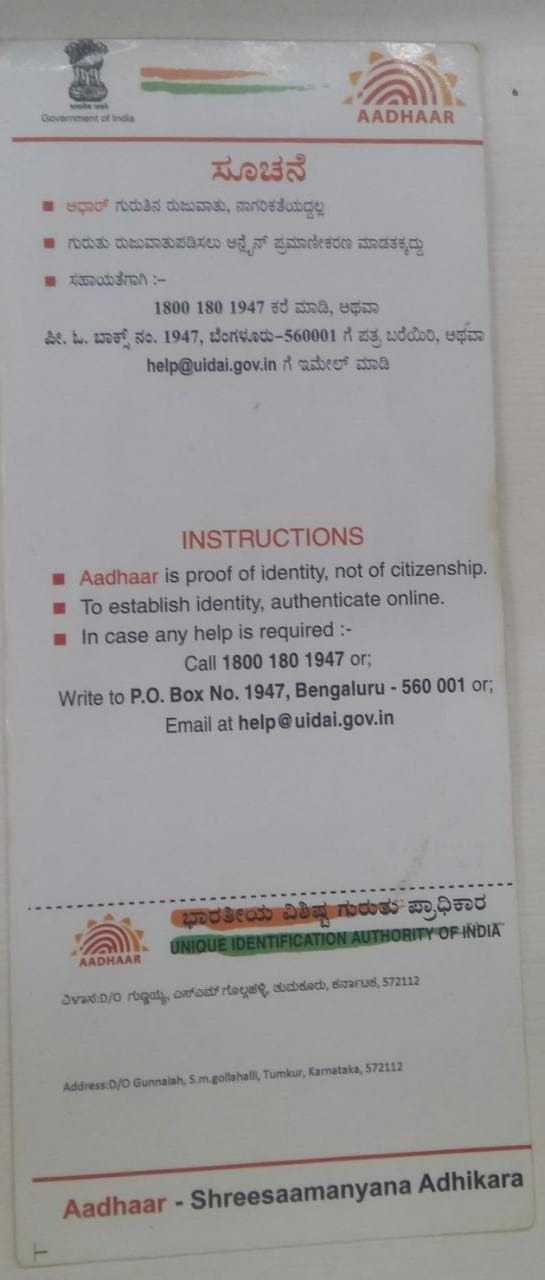 Government of India
AADHAAR
ಸೂಚನೆ
■ ಆಧಾರ್ ಗುರುತಿನ ರುಜುವಾತು, ನಾಗರಿಕತೆಯದ್ದಲ್ಲ
■ ಗುರುತು ರುಜುವಾತುಪಡಿಸಲು ಆನ್ಲೈನ್ ಪ್ರಮಾಣೀಕರಣ ಮಾಡತಕ್ಕದ್ದು
■ ಸಹಾಯತೆಗಾಗಿ :–
1800 180 1947 ಕರೆ ಮಾಡಿ, ಅಥವಾ
ಪೀ. ಓ. ಬಾಕ್ಸ್ ನಂ. 1947, ಬೆಂಗಳೂರು–560001 ಗೆ ಪತ್ರ ಬರೆಯಿರಿ, ಅಥವಾ
help@uidai.gov.in ಗೆ ಇಮೇಲ್ ಮಾಡಿ
INSTRUCTIONS
■ Aadhaar is proof of identity, not of citizenship.
■ To establish identity, authenticate online.
■ In case any help is required :-
Call 1800 180 1947 or;
Write to P.O. Box No. 1947, Bengaluru - 560 001 or;
Email at help@uidai.gov.in
ಭಾರತೀಯ ವಿಶಿಷ್ಟ ಗುರುತು ಪ್ರಾಧಿಕಾರ
UNIQUE IDENTIFICATION AUTHORITY OF INDIA
AADHAAR
ವಿಳಾಸ:D/O ಗುಣ್ಣಯ್ಯ, ಎಸ್ಎಮ್ ಗೊಲ್ಲಹಳ್ಳಿ, ತುಮಕೂರು, ಕರ್ನಾಟಕ, 572112
Address:D/O Gunnaiah, S.m.gollahalli, Tumkur, Karnataka, 572112
Aadhaar - Shreesaamanyana Adhikara